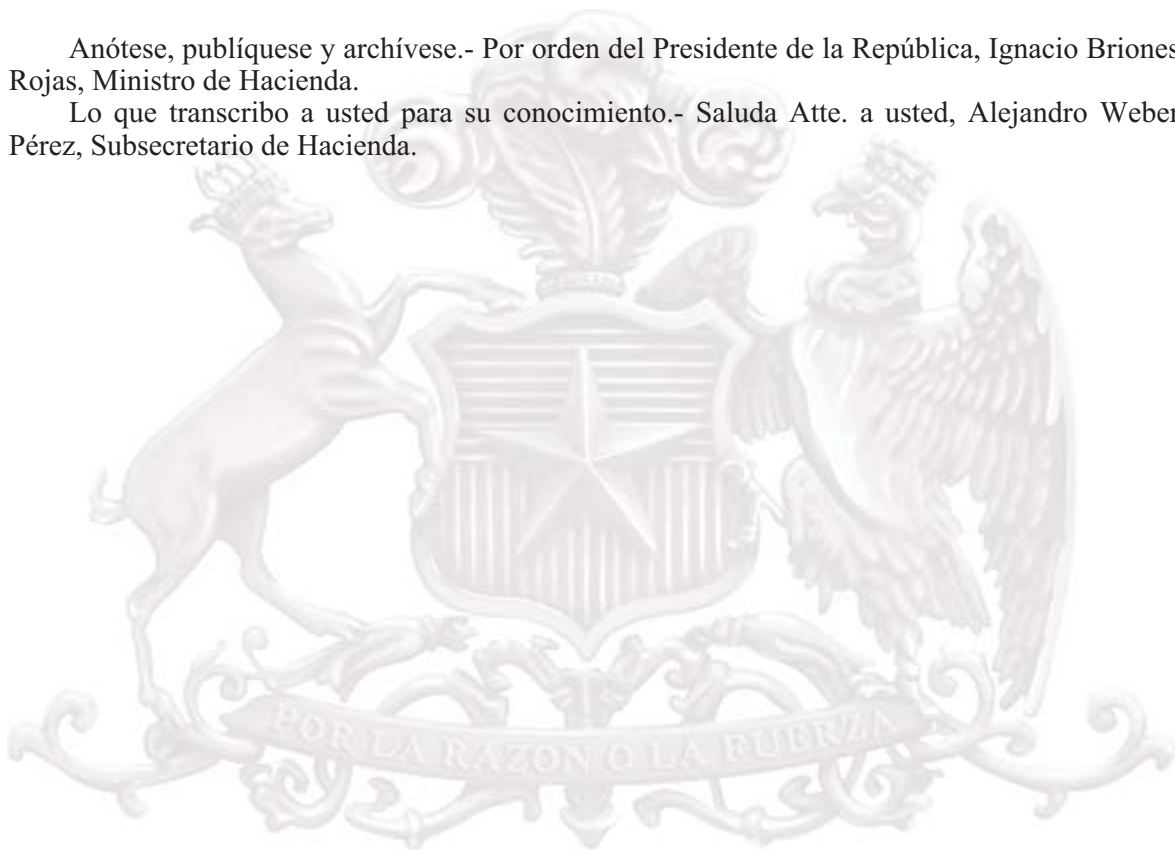 Anótese, publíquese y archívese.- Por orden del Presidente de la República, Ignacio Briones
Rojas, Ministro de Hacienda.
Lo que transcribo a usted para su conocimiento.- Saluda Atte. a usted, Alejandro Weber
Pérez, Subsecretario de Hacienda.
POR LA RAZON O LA FUERZA